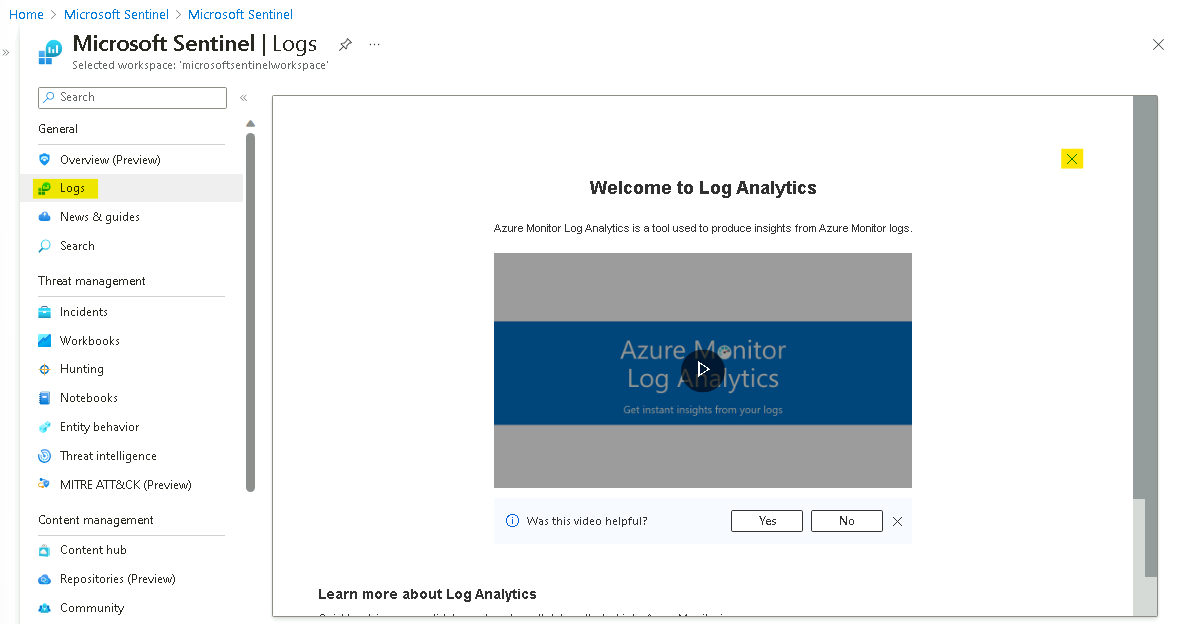 Home > Microsoft Sentinel > Microsoft Sentinel
Microsoft Sentinel | Logs
Selected workspace: 'microsoftsentinelworkspace'
Search
General
Overview (Preview)
Logs
News & guides
Search
Threat management
Incidents
Workbooks
Hunting
Notebooks
Entity behavior
Threat intelligence
MITRE ATT&CK (Preview)
Content management
Content hub
Repositories (Preview)
Community
Welcome to Log Analytics
Azure Monitor Log Analytics is a tool used to produce insights from Azure Monitor logs.
Azure Monitor
Log Analytics
Get instant insights from your logs
Was this video helpful?
Yes
No
Learn more about Log Analytics